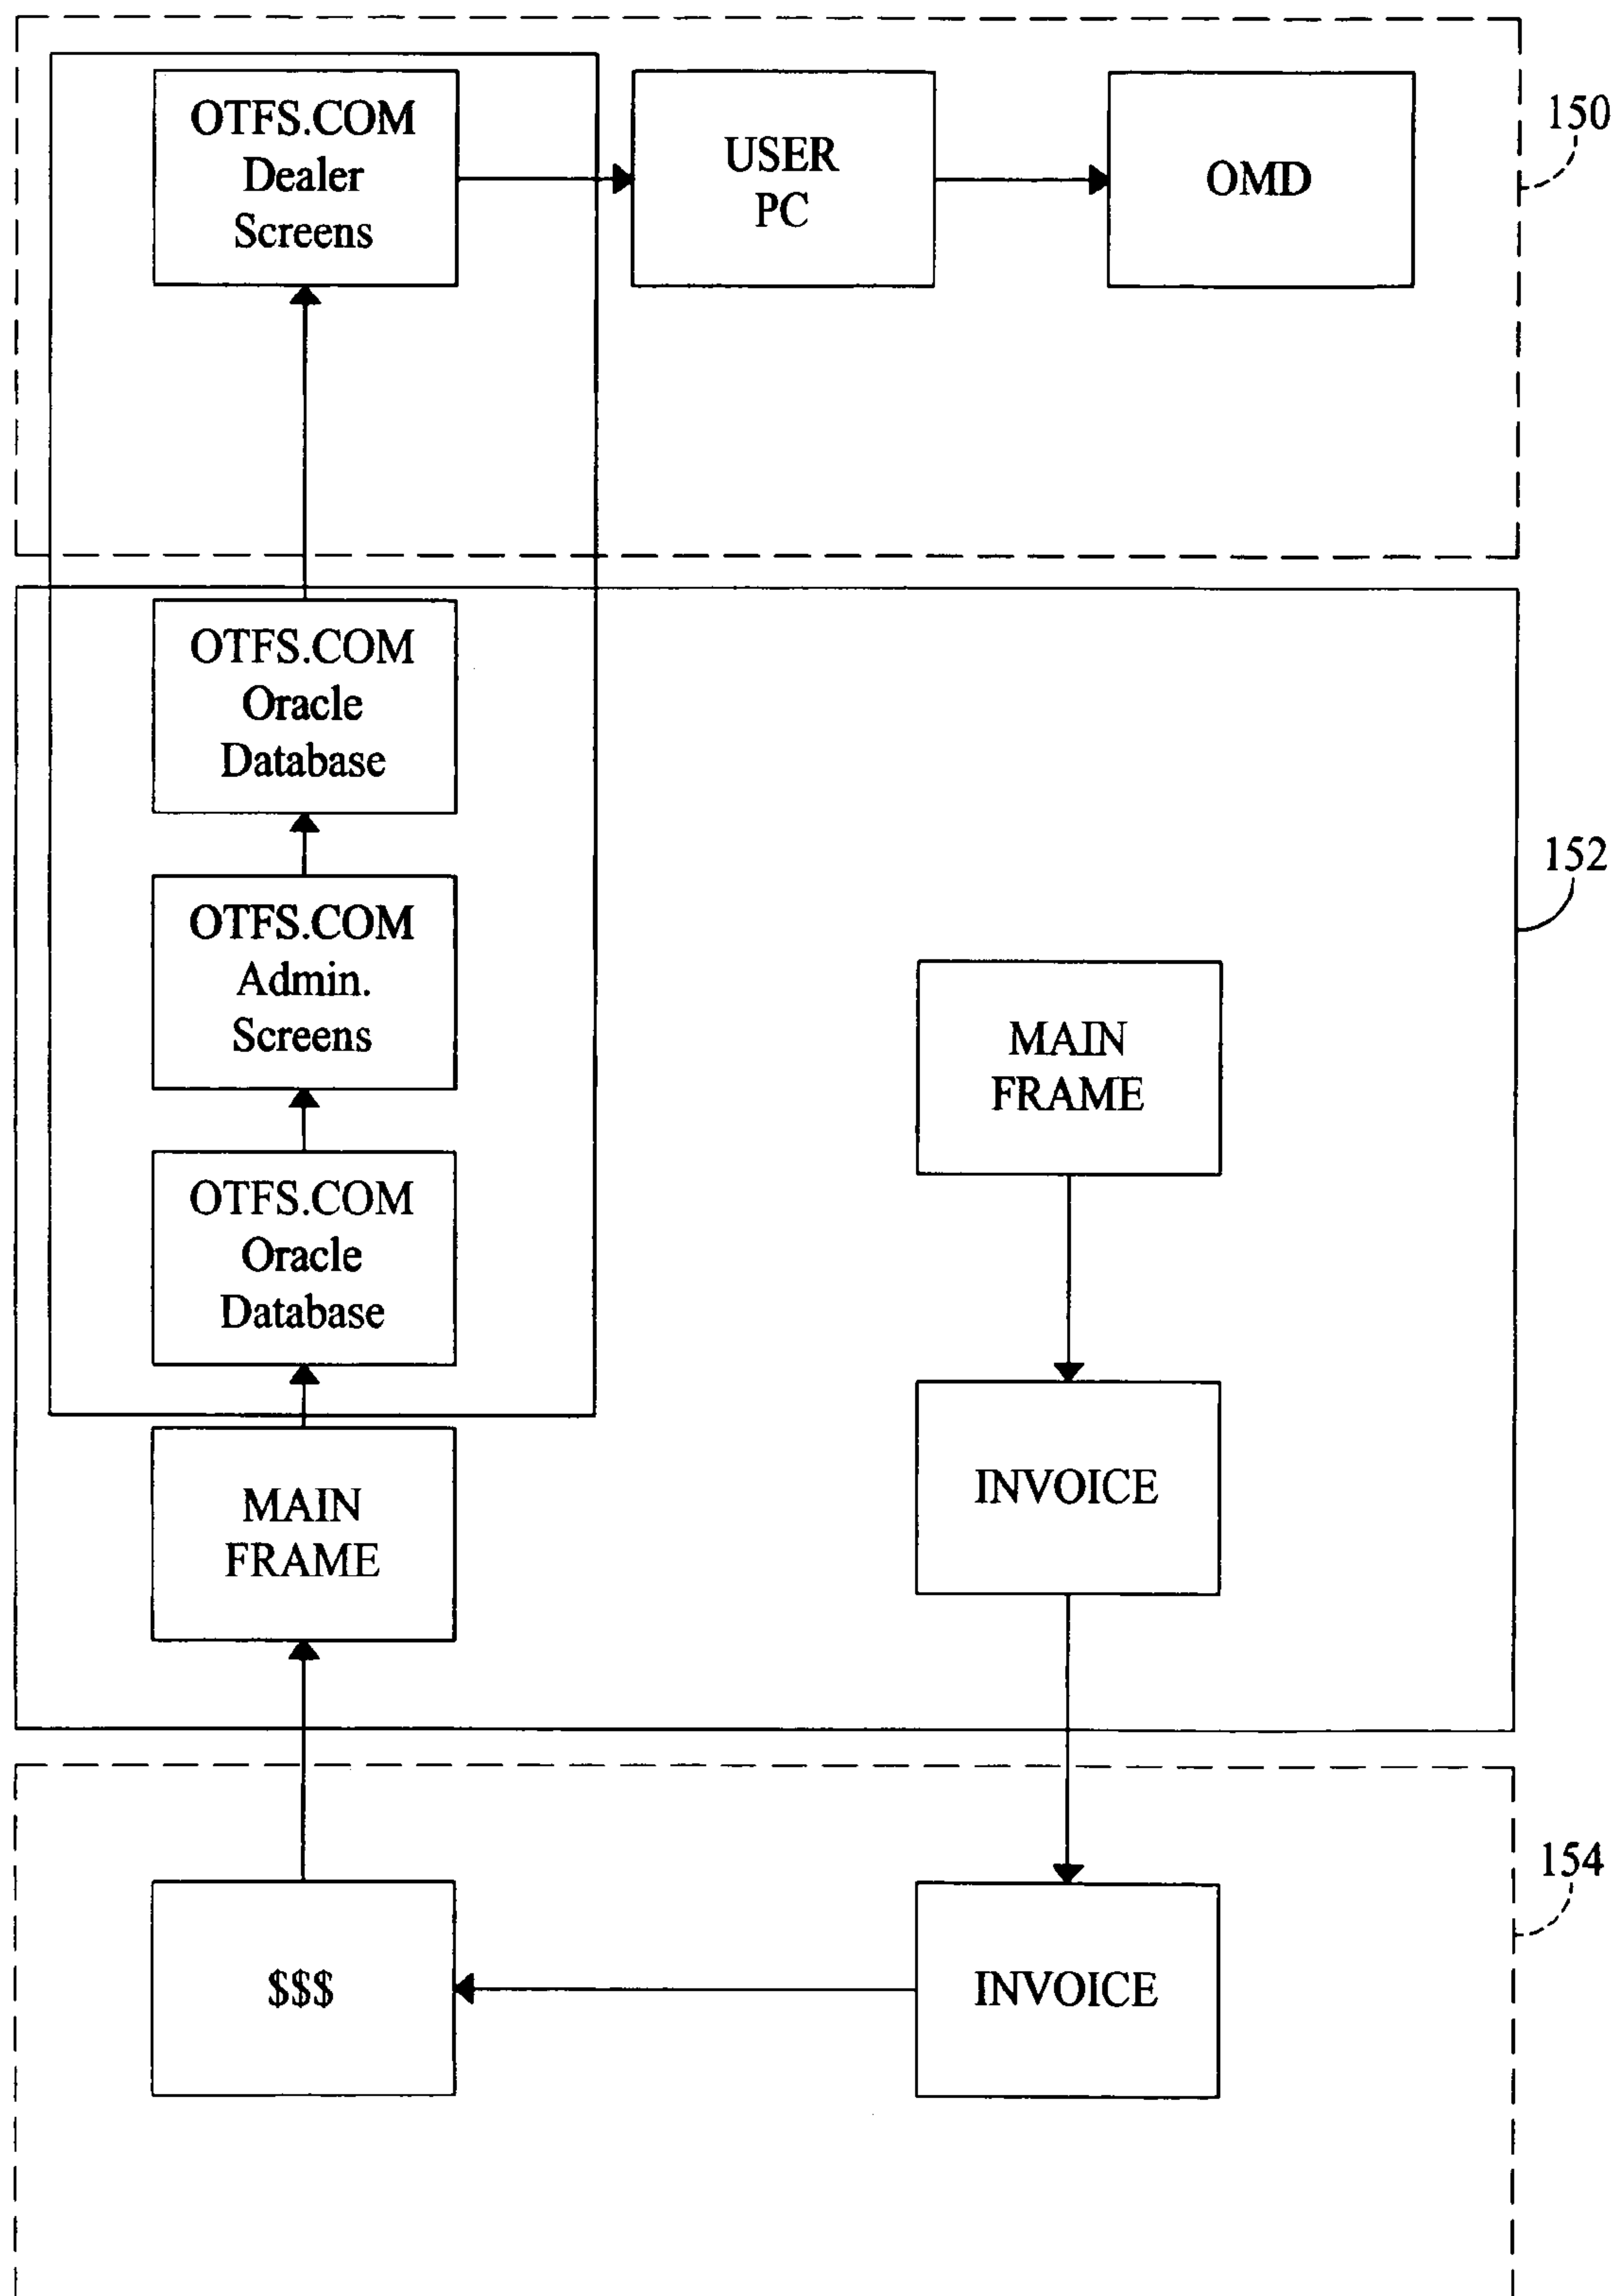 OTFS.COM
Dealer
Screens
USER
PC
OMD
150
OTFS.COM
Oracle
Database
152
OTFS.COM
Admin.
Screens
MAIN
FRAME
OTFS.COM
Oracle
Database
INVOICE
MAIN
FRAME
154
$$$
INVOICE